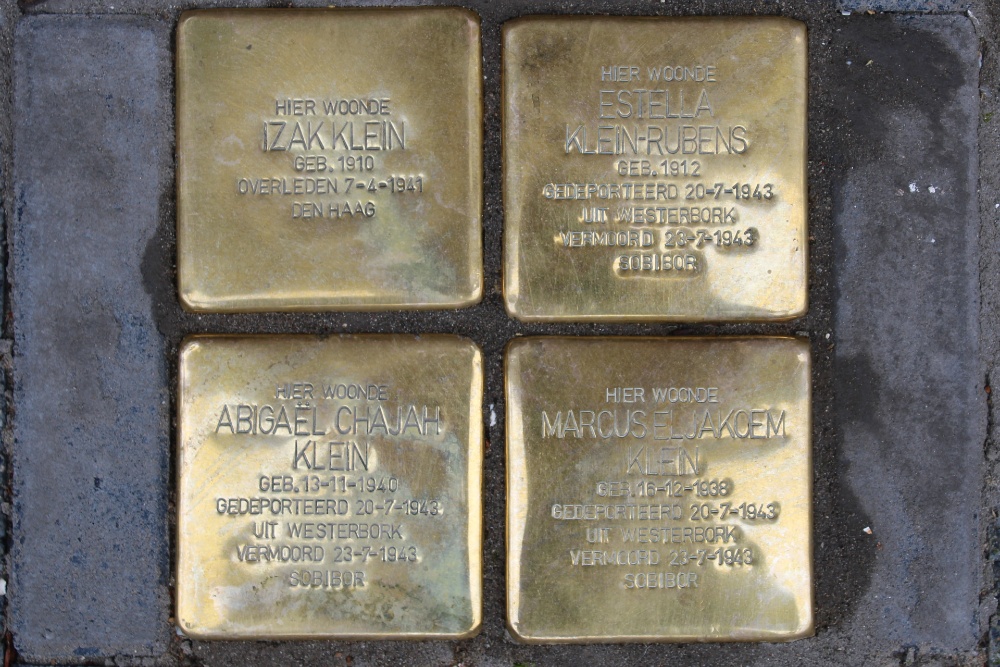 HIER WOONDE
IZAK KLEIN
GEB. 1910
OVERLEDEN 7-4-1941
DEN HAAG
HIER WOONDE
ESTELLA
KLEIN-RUBENS
GEB. 1912
GEDEPORTEERD 20-7-1943
UIT WESTERBORK
VERMOORD 23-7-1943
SOBIBOR
HIER WOONDE
ABIGAËL CHAJAH
KLEIN
GEB. 13-11-1940
GEDEPORTEERD 20-7-1943
UIT WESTERBORK
VERMOORD 23-7-1943
SOBIBOR
HIER WOONDE
MARCUS ELJAKOEM
KLEIN
GEB. 16-12-1938
GEDEPORTEERD 20-7-1943
UIT WESTERBORK
VERMOORD 23-7-1943
SOBIBOR